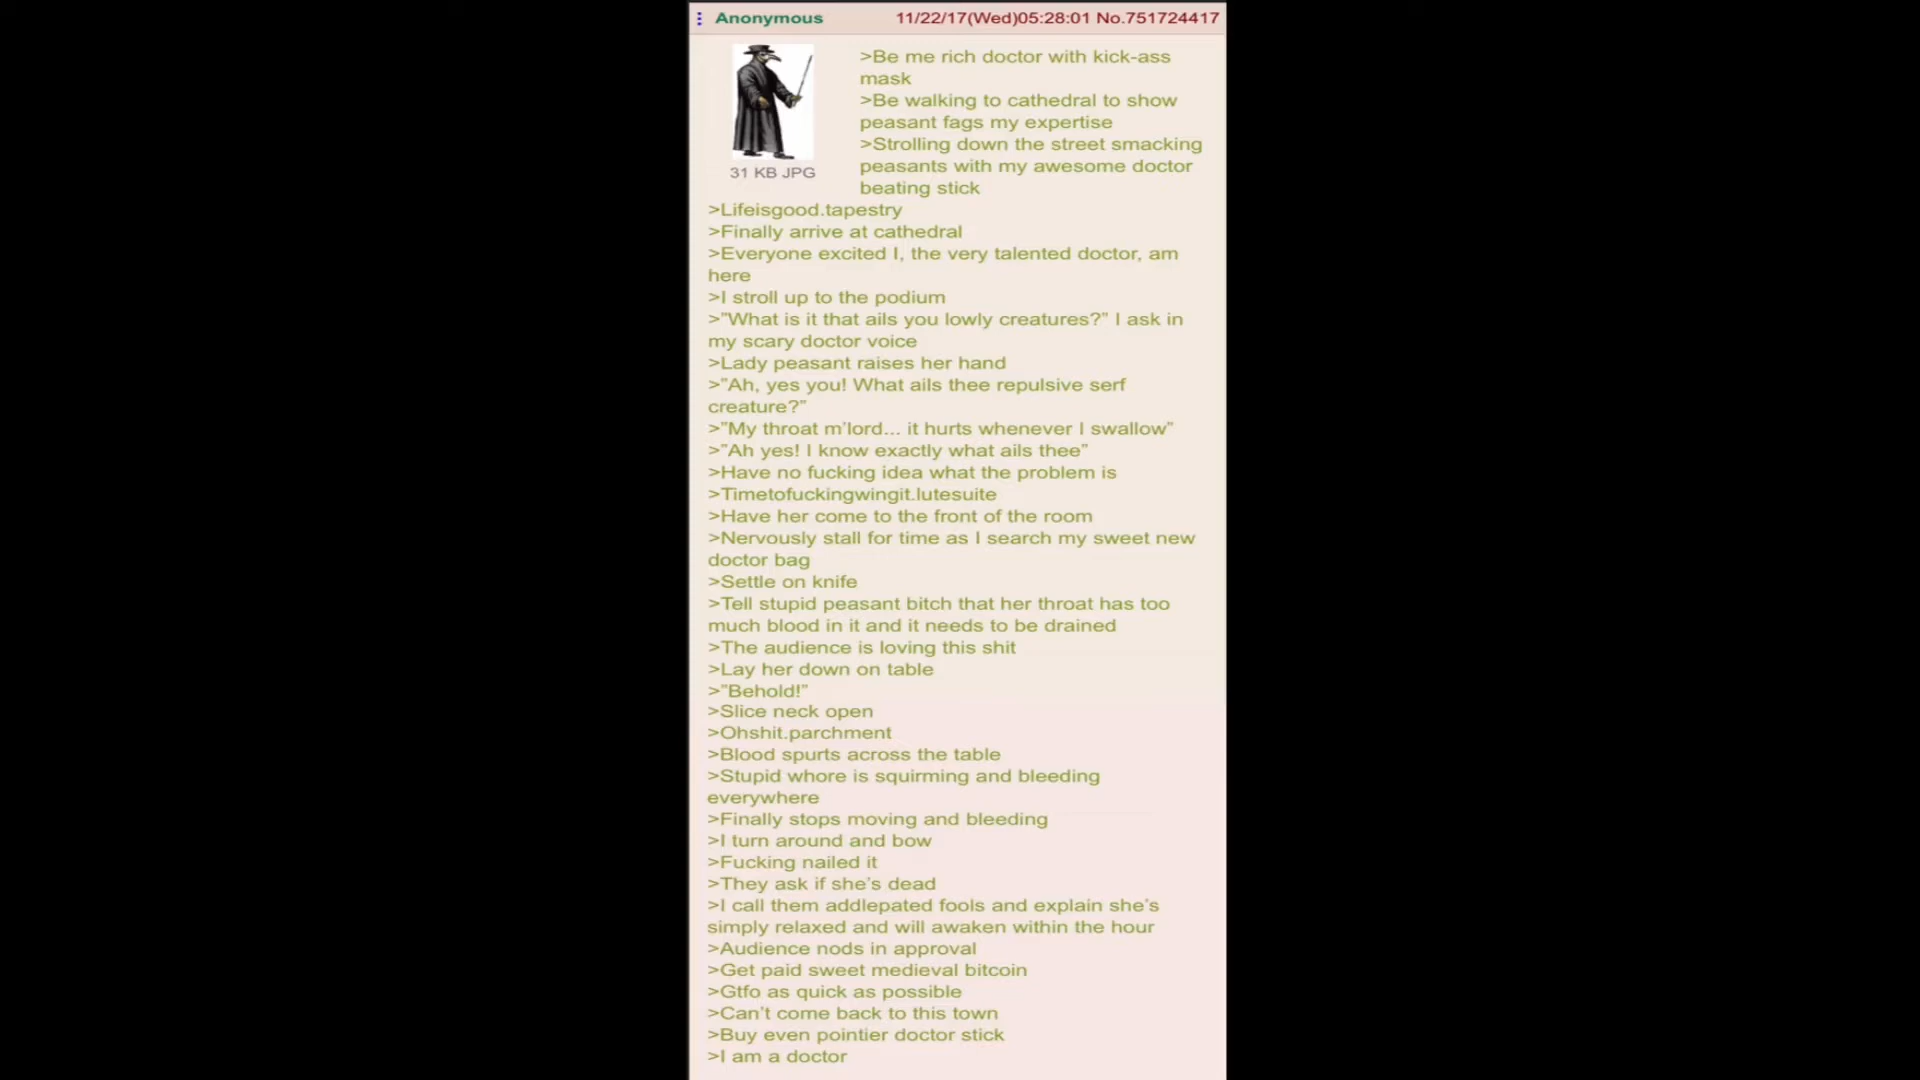 Anonymous 11/22/17(Wed)05:28:01 No.751724417
>Be me rich doctor with kick-ass
mask
>Be walking to cathedral to show
peasant fags my expertise
>Strolling down the street smacking
peasants with my awesome doctor
beating stick
31 KB JPG
>Lifeisgood.tapestry
>Finally arrive at cathedral
>Everyone excited I, the very talented doctor, am
here
>I stroll up to the podium
>"What is it that ails you lowly creatures?" I ask in
my scary doctor voice
>Lady peasant raises her hand
>"Ah, yes you! What ails thee repulsive serf
creature?"
>"My throat m'lord... it hurts whenever I swallow"
>"Ah yes! I know exactly what ails thee"
>Have no fucking idea what the problem is
>Timetofuckingwingit.lutesuite
>Have her come to the front of the room
>Nervously stall for time as I search my sweet new
doctor bag
>Settle on knife
>Tell stupid peasant bitch that her throat has too
much blood in it and it needs to be drained
>The audience is loving this shit
>Lay her down on table
>"Behold!"
>Slice neck open
>Ohshit.parchment
>Blood spurts across the table
>Stupid whore is squirming and bleeding
everywhere
>Finally stops moving and bleeding
>I turn around and bow
>Fucking nailed it
>They ask if she's dead
>I call them addlepated fools and explain she's
simply relaxed and will awaken within the hour
>Audience nods in approval
>Get paid sweet medieval bitcoin
>Gtfo as quick as possible
>Can't come back to this town
>Buy even pointier doctor stick
>I am a doctor